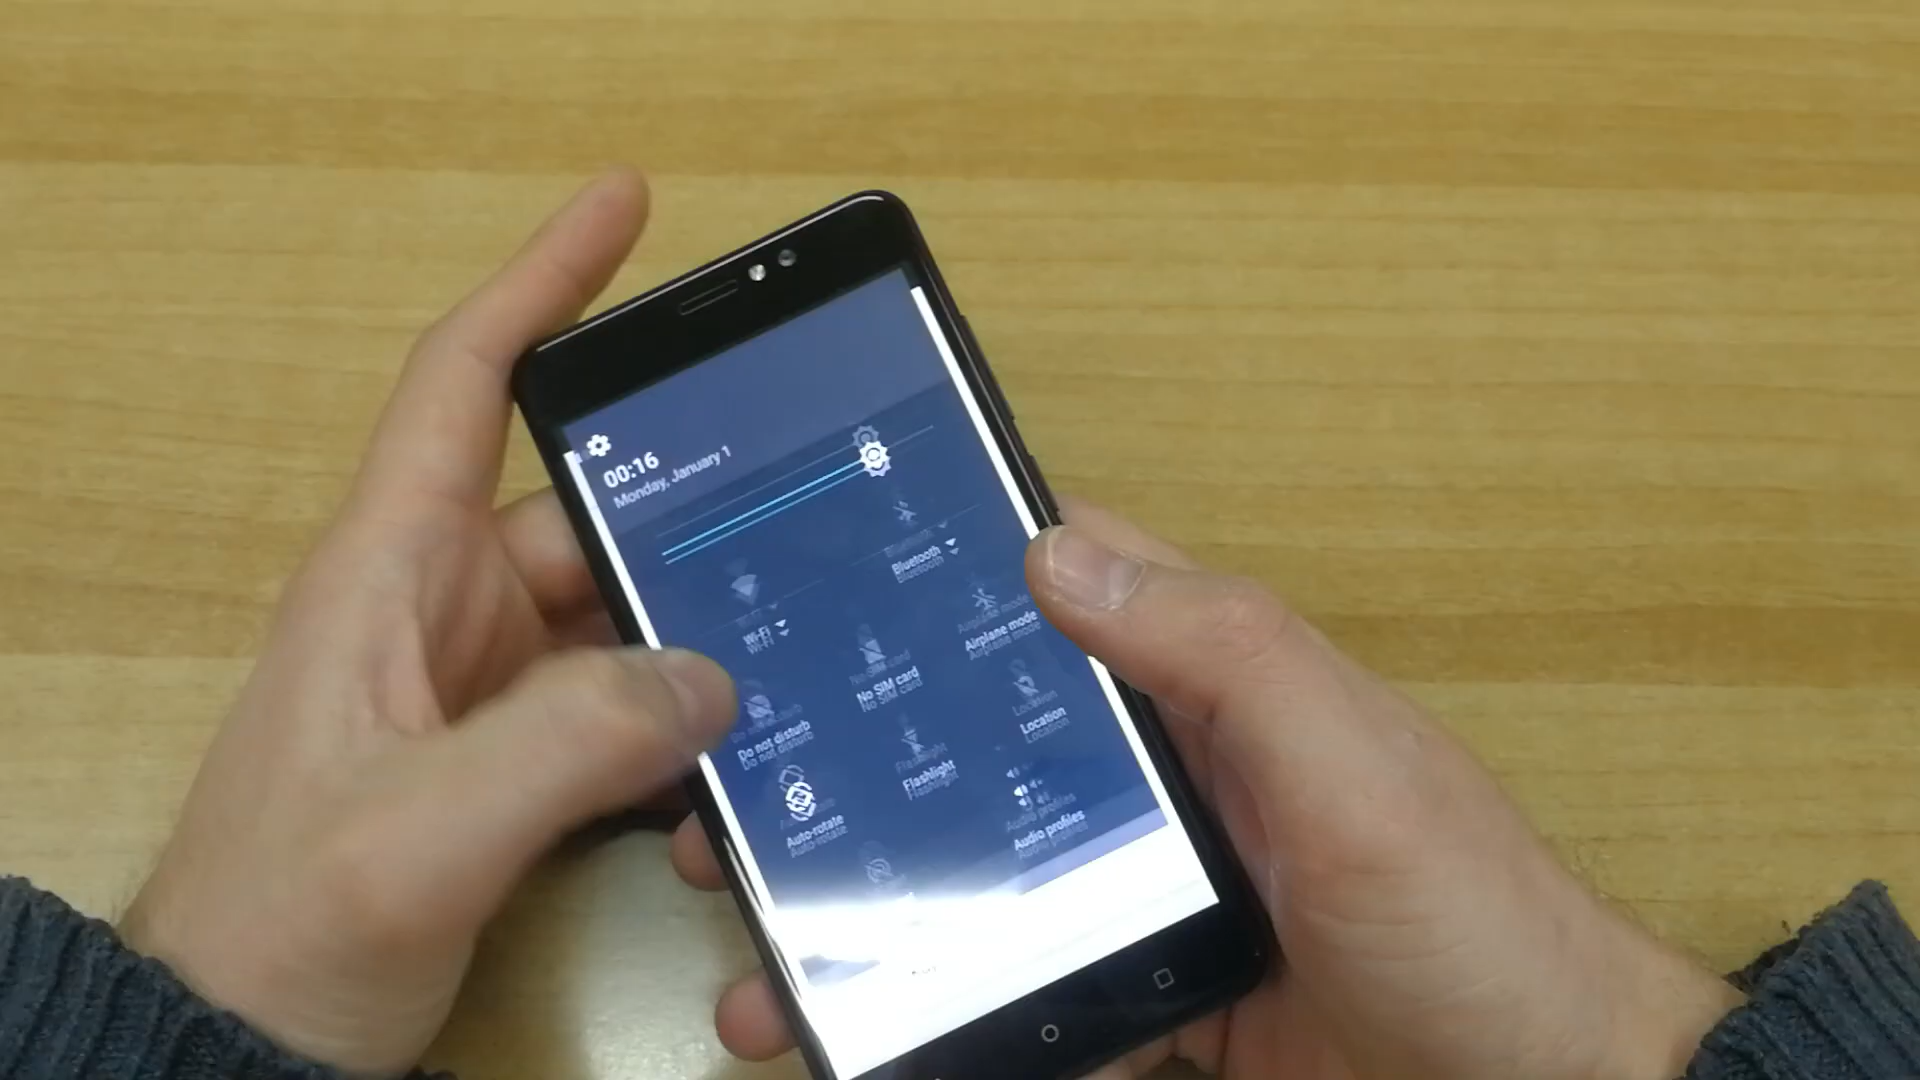 00:16
Monday, January 1
Wi-Fi
Bluetooth
Do not disturb
No SIM card
Airplane mode
Auto-rotate
Flashlight
Location
Audio profiles